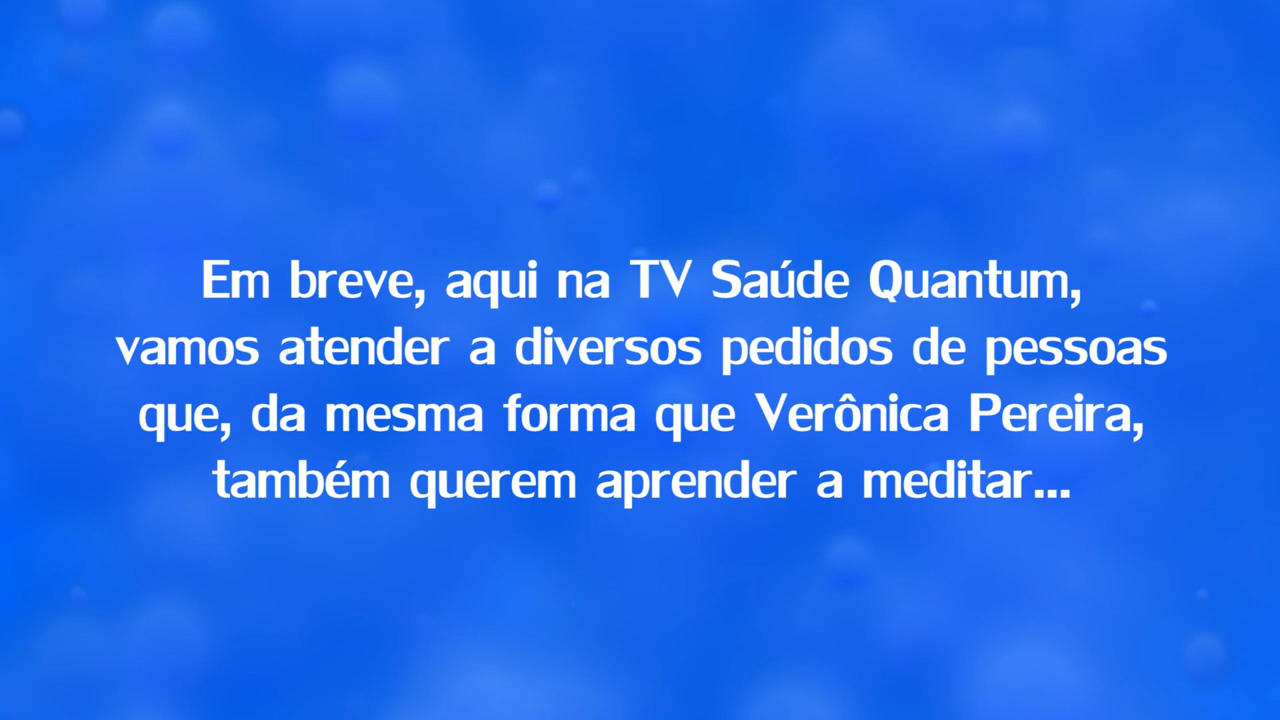 Em breve, aqui na TV Saúde Quantum,
vamos atender a diversos pedidos de pessoas
que, da mesma forma que Verônica Pereira,
também querem aprender a meditar...